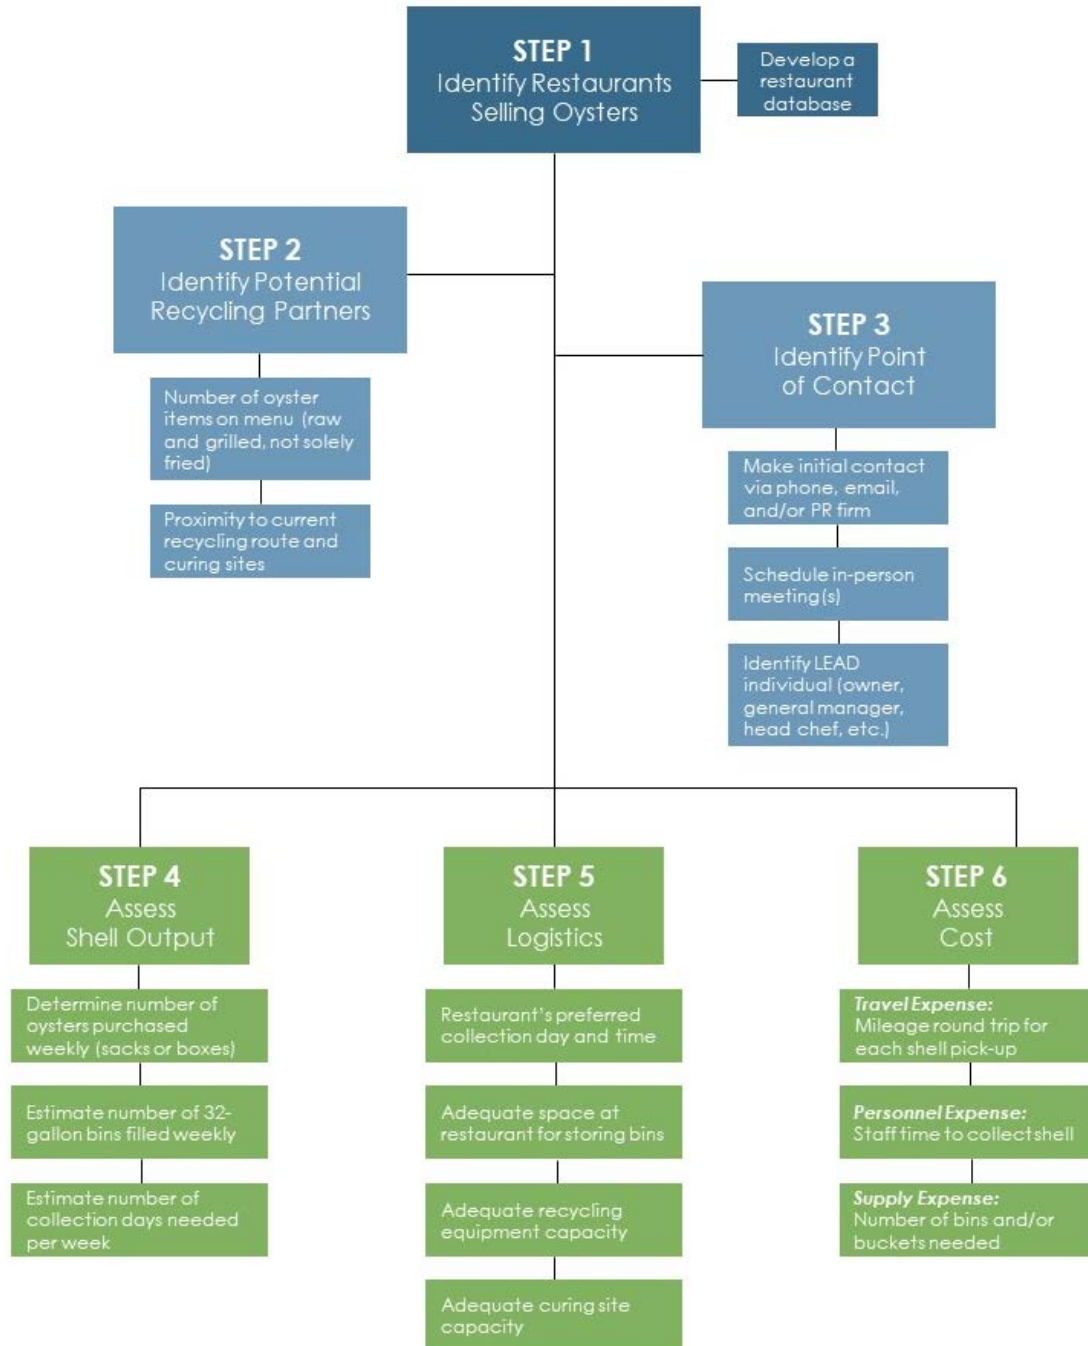 STEP 1
Identify Restaurants
Selling Oysters
Develop a
restaurant
database
STEP 2
Identify Potential
Recycling Partners
Number of oyster
items on menu (raw
and grilled, not solely
fried)
Proximity to current
recycling route and
curing sites
STEP 3
Identify Point
of Contact
Make initial contact
via phone, email,
and/or PR firm
Schedule in-person
meeting(s)
Identify LEAD
individual (owner,
general manager,
head chef, etc.)
STEP 4
Assess
Shell Output
Determine number of
oysters purchased
weekly (sacks or boxes)
Estimate number of 32-
gallon bins filled weekly
Estimate number of
collection days needed
per week
STEP 5
Assess
Logistics
Restaurant's preferred
collection day and time
Adequate space at
restaurant for storing bins
Adequate recycling
equipment capacity
Adequate curing site
capacity
STEP 6
Assess
Cost
Travel Expense:
Mileage round trip for
each shell pick-up
Personnel Expense:
Staff time to collect shell
Supply Expense:
Number of bins and/or
buckets needed